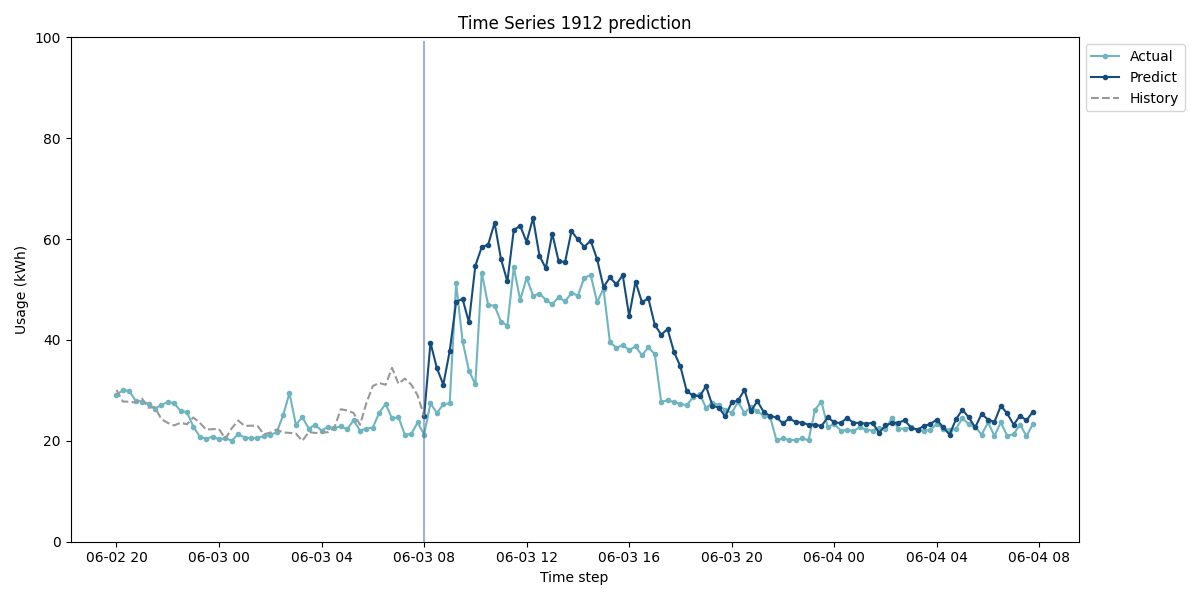 Time Series 1912 prediction
100
80
60
40
20
0
Usage (kWh)
06-02 20
06-03 00
06-03 04
06-03 08
06-03 12
06-03 16
06-03 20
06-04 00
06-04 04
06-04 08
Time step
Actual
Predict
History